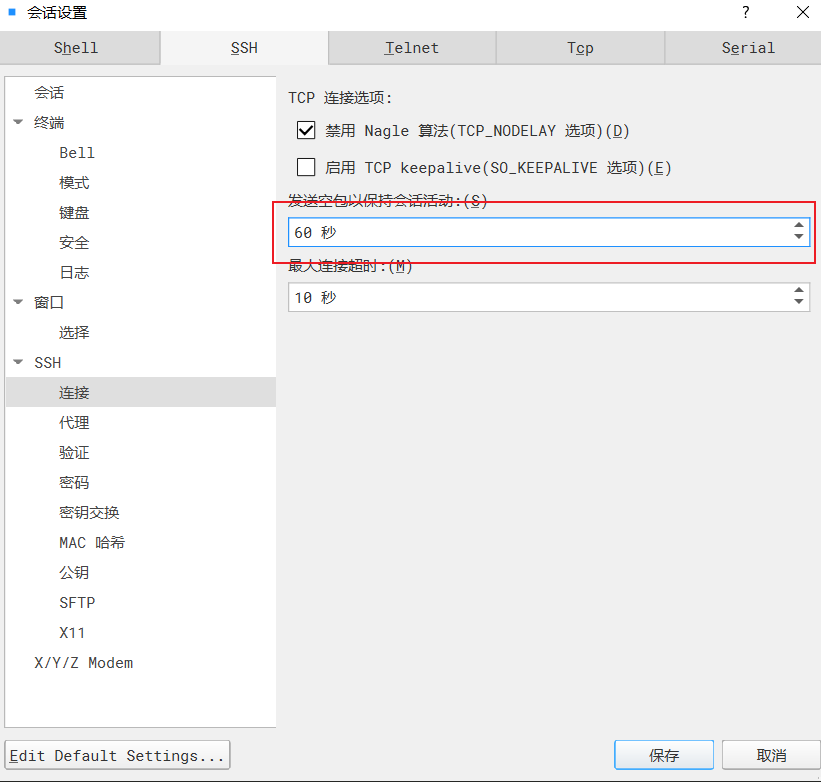 会话设置
?
Shell
SSH
Telnet
Tcp
Serial
会话
终端
Bell
模式
键盘
安全
日志
窗口
选择
SSH
连接
代理
验证
密码
密钥交换
MAC 哈希
公钥
SFTP
X11
X/Y/Z Modem
TCP 连接选项:
禁用 Nagle 算法(TCP_NODELAY 选项)(D)
启用 TCP keepalive(SO_KEEPALIVE 选项)(E)
发送空包以保持会话活动:(S)
60 秒
最大连接超时:(M)
10 秒
Edit Default Settings...
保存
取消